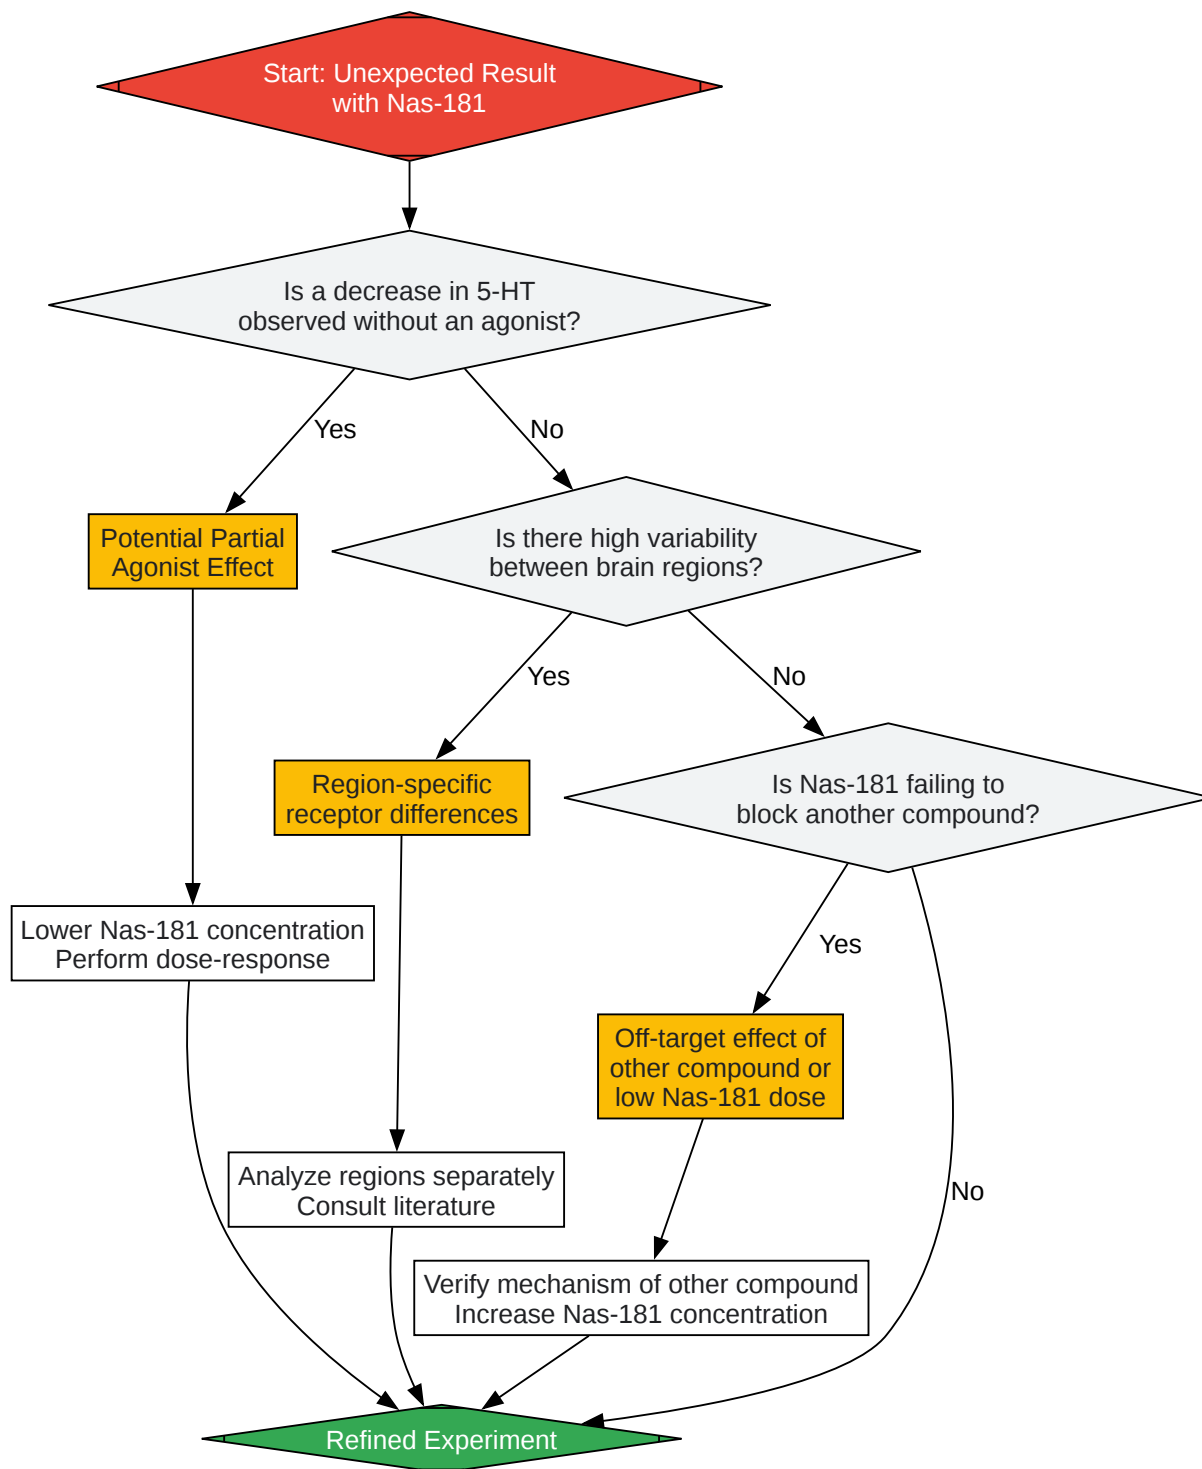 Start: Unexpected Result
with Nas-181
Is a decrease in 5-HT
observed without an agonist?
Yes
No
Potential Partial
Agonist Effect
Is there high variability
between brain regions?
Yes
No
Region-specific
receptor differences
Is Nas-181 failing to
block another compound?
Lower Nas-181 concentration
Perform dose-response
Yes
Off-target effect of
other compound or
low Nas-181 dose
Analyze regions separately
Consult literature
No
Verify mechanism of other compound
Increase Nas-181 concentration
Refined Experiment